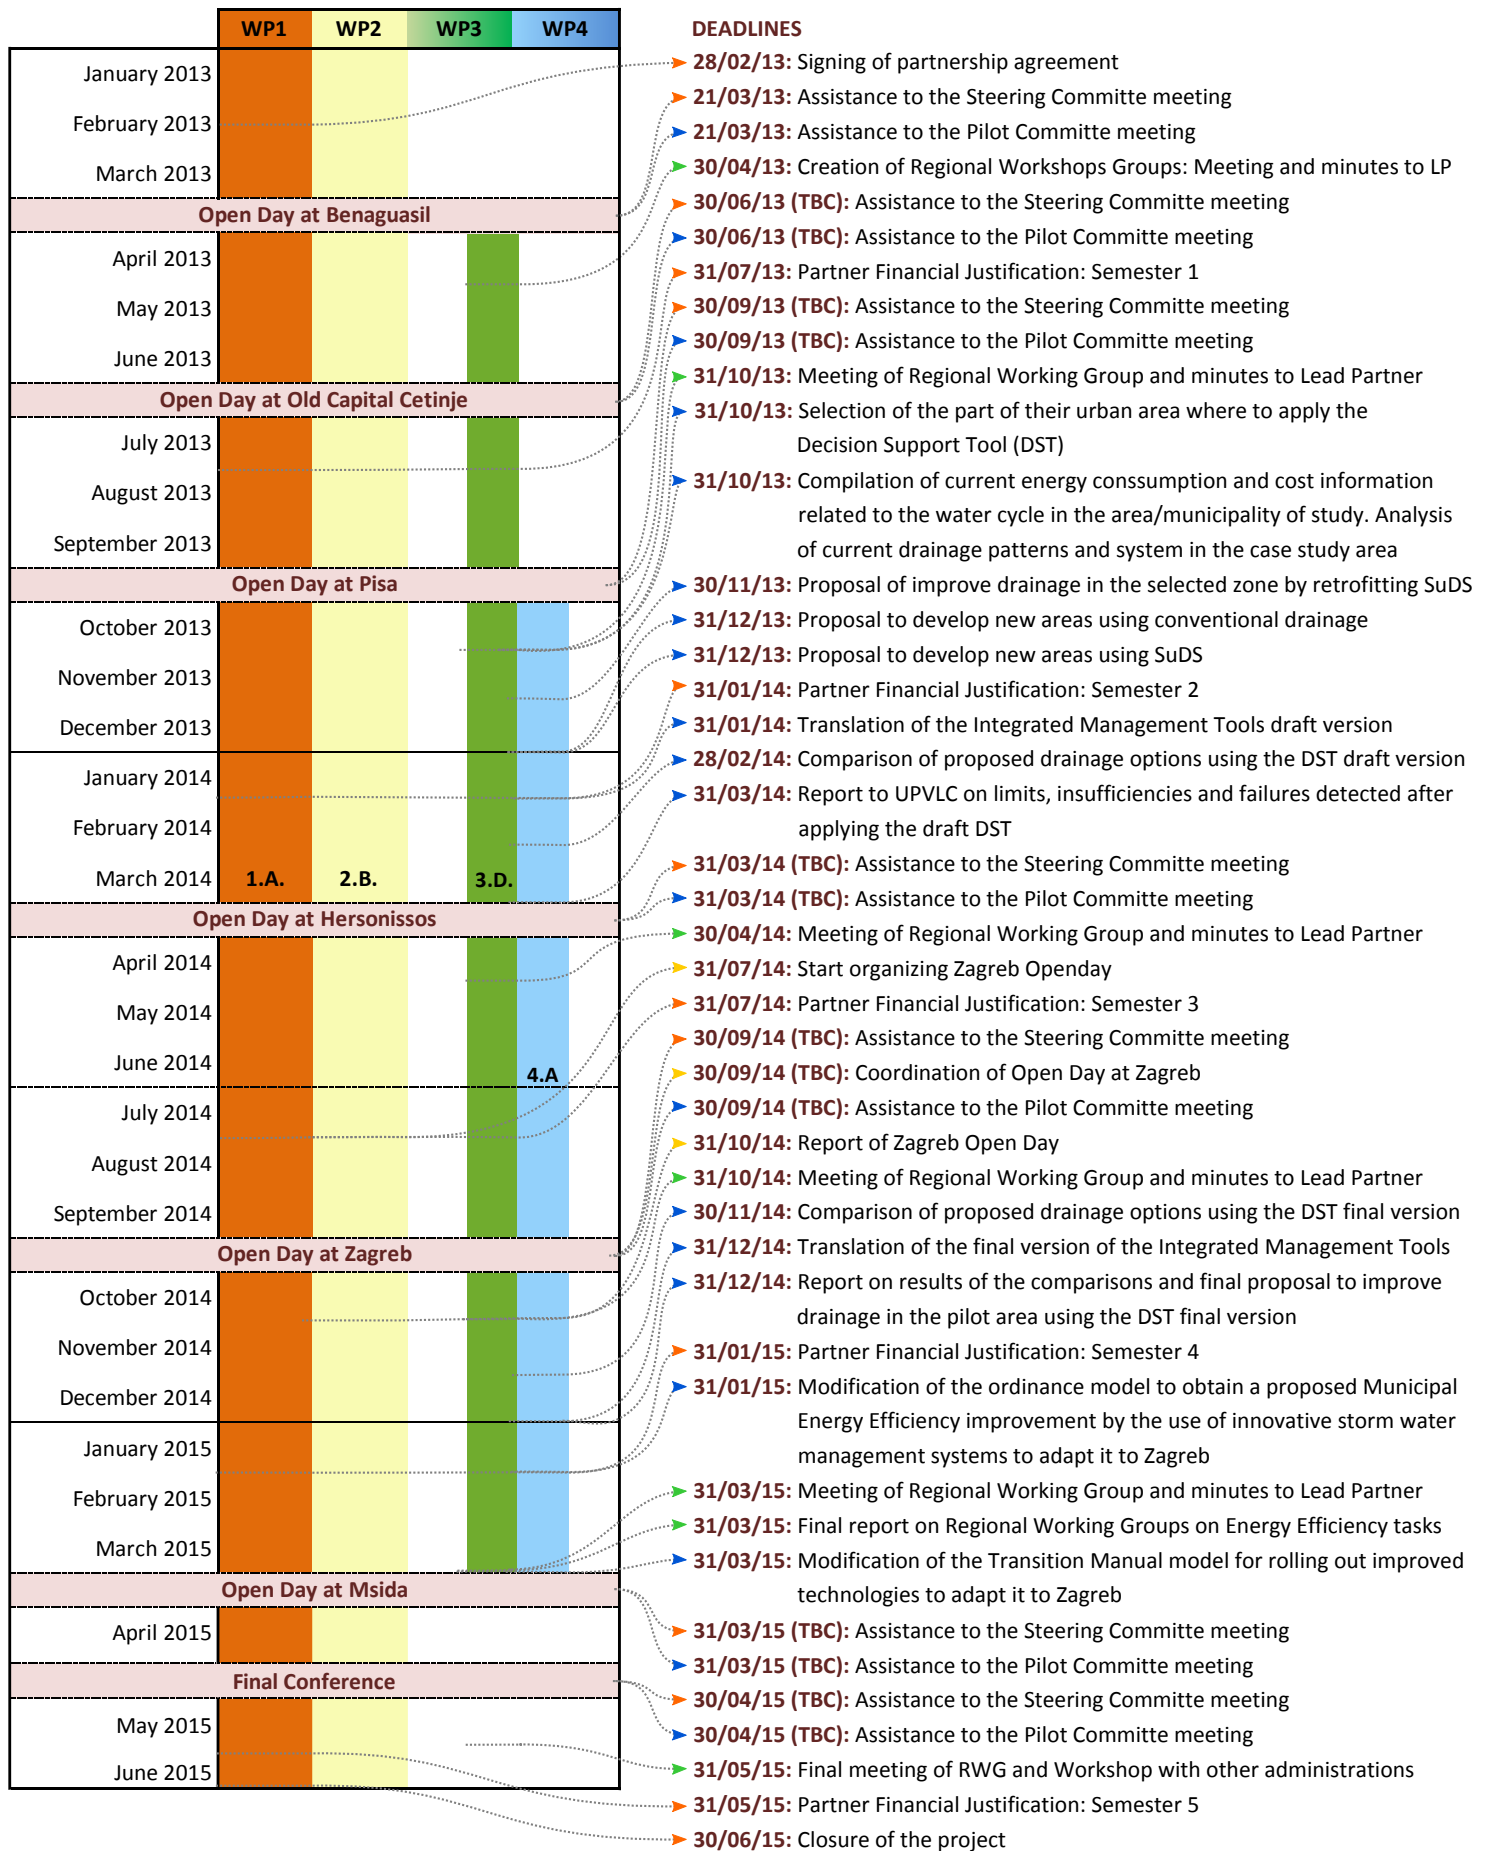 WP1 WP2 WP3 WP4
January 2013
February 2013
March 2013
Open Day at Benaguasil
April 2013
May 2013
June 2013
Open Day at Old Capital Cetinje
July 2013
August 2013
September 2013
Open Day at Pisa
October 2013
November 2013
December 2013
January 2014
February 2014
March 2014 1.A. 2.B. 3.D.
Open Day at Hersonissos
April 2014
May 2014
June 2014
4.A
July 2014
August 2014
September 2014
Open Day at Zagreb
October 2014
November 2014
December 2014
January 2015
February 2015
March 2015
Open Day at Msida
April 2015
Final Conference
May 2015
June 2015
DEADLINES
28/02/13: Signing of partnership agreement
21/03/13: Assistance to the Steering Committe meeting
21/03/13: Assistance to the Pilot Committe meeting
30/04/13: Creation of Regional Workshops Groups: Meeting and minutes to LP
30/06/13 (TBC): Assistance to the Steering Committe meeting
30/06/13 (TBC): Assistance to the Pilot Committe meeting
31/07/13: Partner Financial Justification: Semester 1
30/09/13 (TBC): Assistance to the Steering Committe meeting
30/09/13 (TBC): Assistance to the Pilot Committe meeting
31/10/13: Meeting of Regional Working Group and minutes to Lead Partner
31/10/13: Selection of the part of their urban area where to apply the
Decision Support Tool (DST)
31/10/13: Compilation of current energy conssumption and cost information
related to the water cycle in the area/municipality of study. Analysis
of current drainage patterns and system in the case study area
30/11/13: Proposal of improve drainage in the selected zone by retrofitting SuDS
31/12/13: Proposal to develop new areas using conventional drainage
31/12/13: Proposal to develop new areas using SuDS
31/01/14: Partner Financial Justification: Semester 2
31/01/14: Translation of the Integrated Management Tools draft version
28/02/14: Comparison of proposed drainage options using the DST draft version
31/03/14: Report to UPVLC on limits, insufficiencies and failures detected after
applying the draft DST
31/03/14 (TBC): Assistance to the Steering Committe meeting
31/03/14 (TBC): Assistance to the Pilot Committe meeting
30/04/14: Meeting of Regional Working Group and minutes to Lead Partner
31/07/14: Start organizing Zagreb Openday
31/07/14: Partner Financial Justification: Semester 3
30/09/14 (TBC): Assistance to the Steering Committe meeting
30/09/14 (TBC): Coordination of Open Day at Zagreb
30/09/14 (TBC): Assistance to the Pilot Committe meeting
31/10/14: Report of Zagreb Open Day
31/10/14: Meeting of Regional Working Group and minutes to Lead Partner
30/11/14: Comparison of proposed drainage options using the DST final version
31/12/14: Translation of the final version of the Integrated Management Tools
31/12/14: Report on results of the comparisons and final proposal to improve
drainage in the pilot area using the DST final version
31/01/15: Partner Financial Justification: Semester 4
31/01/15: Modification of the ordinance model to obtain a proposed Municipal
Energy Efficiency improvement by the use of innovative storm water
management systems to adapt it to Zagreb
31/03/15: Meeting of Regional Working Group and minutes to Lead Partner
31/03/15: Final report on Regional Working Groups on Energy Efficiency tasks
31/03/15: Modification of the Transition Manual model for rolling out improved
technologies to adapt it to Zagreb
31/03/15 (TBC): Assistance to the Steering Committe meeting
31/03/15 (TBC): Assistance to the Pilot Committe meeting
30/04/15 (TBC): Assistance to the Steering Committe meeting
30/04/15 (TBC): Assistance to the Pilot Committe meeting
31/05/15: Final meeting of RWG and Workshop with other administrations
31/05/15: Partner Financial Justification: Semester 5
30/06/15: Closure of the project